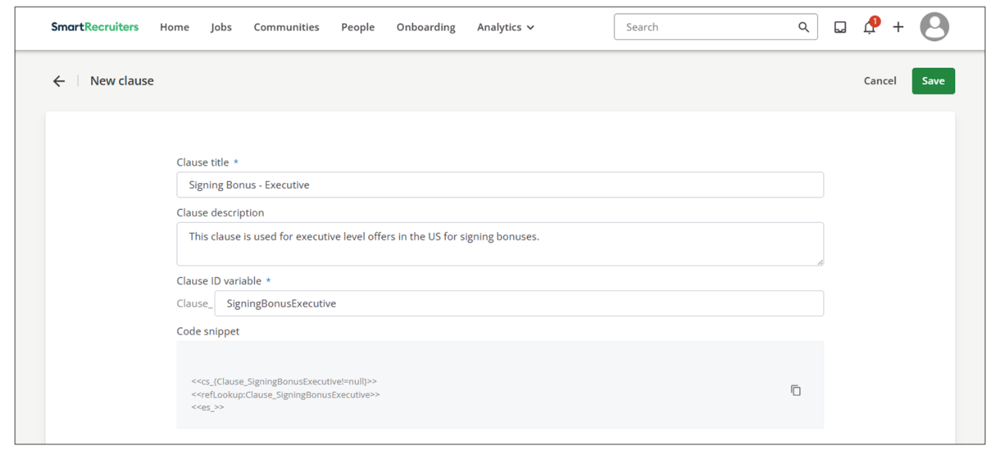 SmartRecruiters Home Jobs Communities People Onboarding Analytics Search 1
New clause Cancel Save
Clause title *
Signing Bonus - Executive
Clause description
This clause is used for executive level offers in the US for signing bonuses.
Clause ID variable *
Clause_ SigningBonusExecutive
Code snippet
<<cs_{Clause_SigningBonusExecutive!=null}>>
<<refLookup:Clause_SigningBonusExecutive>>
<<es_>>